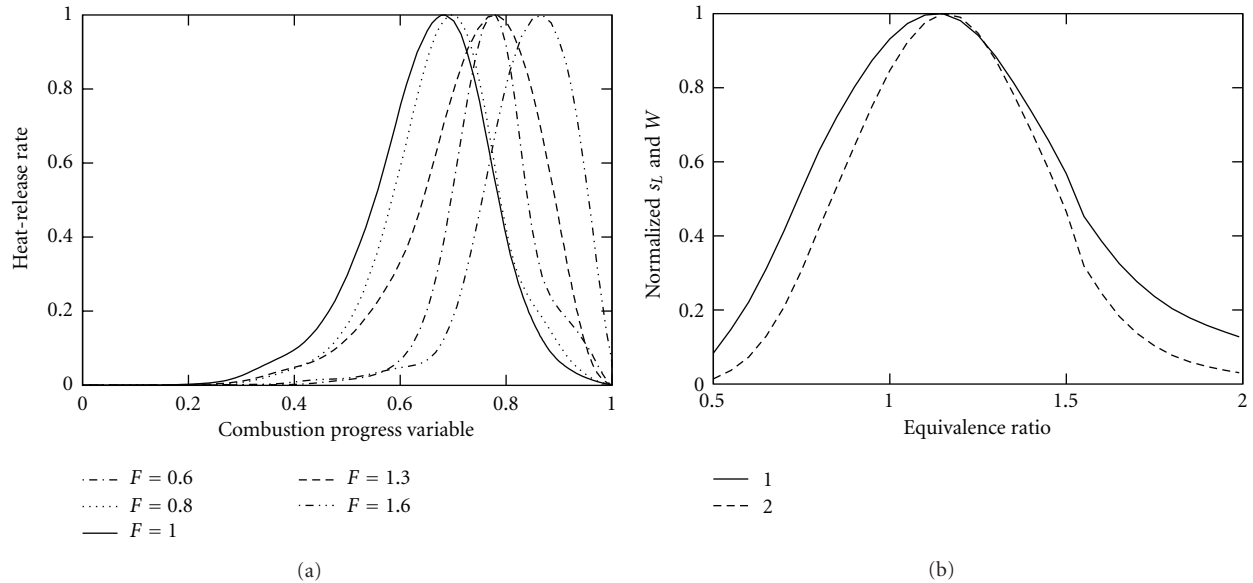 1
0.8
0.6
0.4
0.2
0
Heat-release rate
0
0.2
0.4
0.6
0.8
1
Combustion progress variable
F = 0.6
F = 0.8
F = 1
F = 1.3
F = 1.6
(a)
1
0.8
0.6
0.4
0.2
0
Normalized sL and W
0.5
1
1.5
2
Equivalence ratio
1
2
(b)